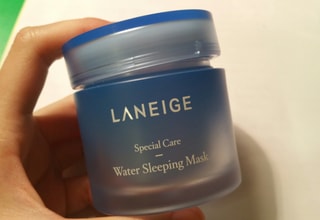 LANEIGE
Special Care
Water Sleeping Mask